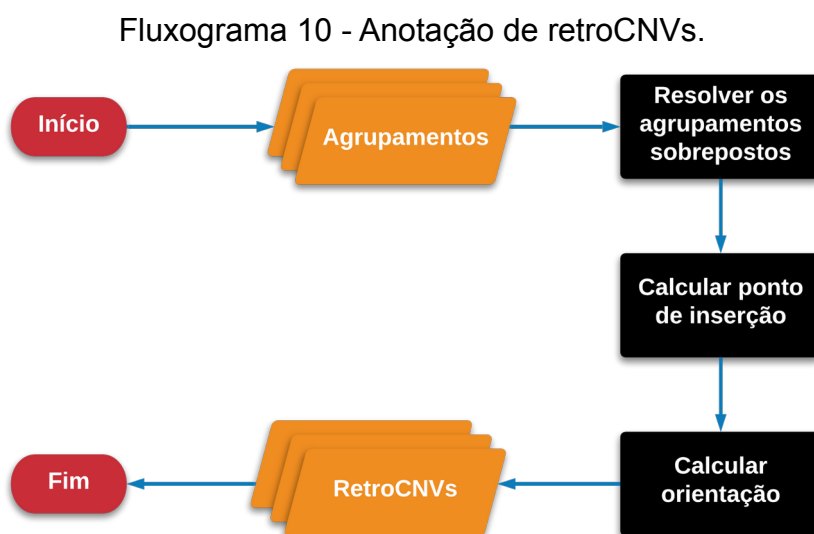 Fluxograma 10 - Anotação de retroCNVs.
Início
Agrupamentos
Resolver os
agrupamentos
sobrepostos
Calcular ponto
de inserção
Calcular
orientação
RetroCNVs
Fim